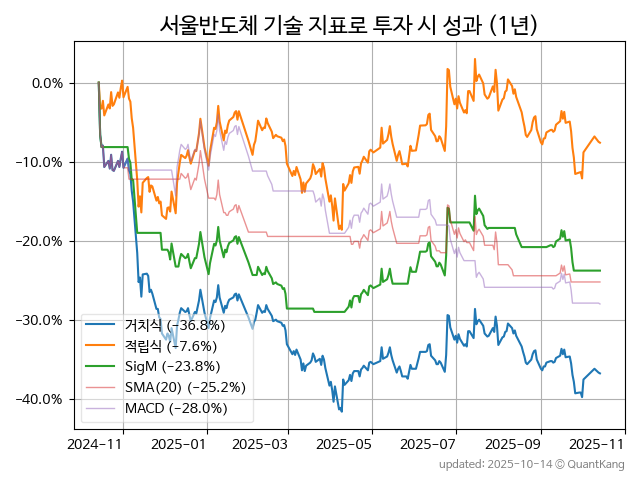 서울반도체 기술 지표로 투자 시 성과 (1년)
0.0%
−10.0%
−20.0%
−30.0%
−40.0%
거치식 (−36.8%)
적립식 (−7.6%)
SigM (−23.8%)
SMA(20) (−25.2%)
MACD (−28.0%)
2024−11 2025−01 2025−03 2025−05 2025−07 2025−09 2025−11
updated: 2025-10-14 © QuantKang